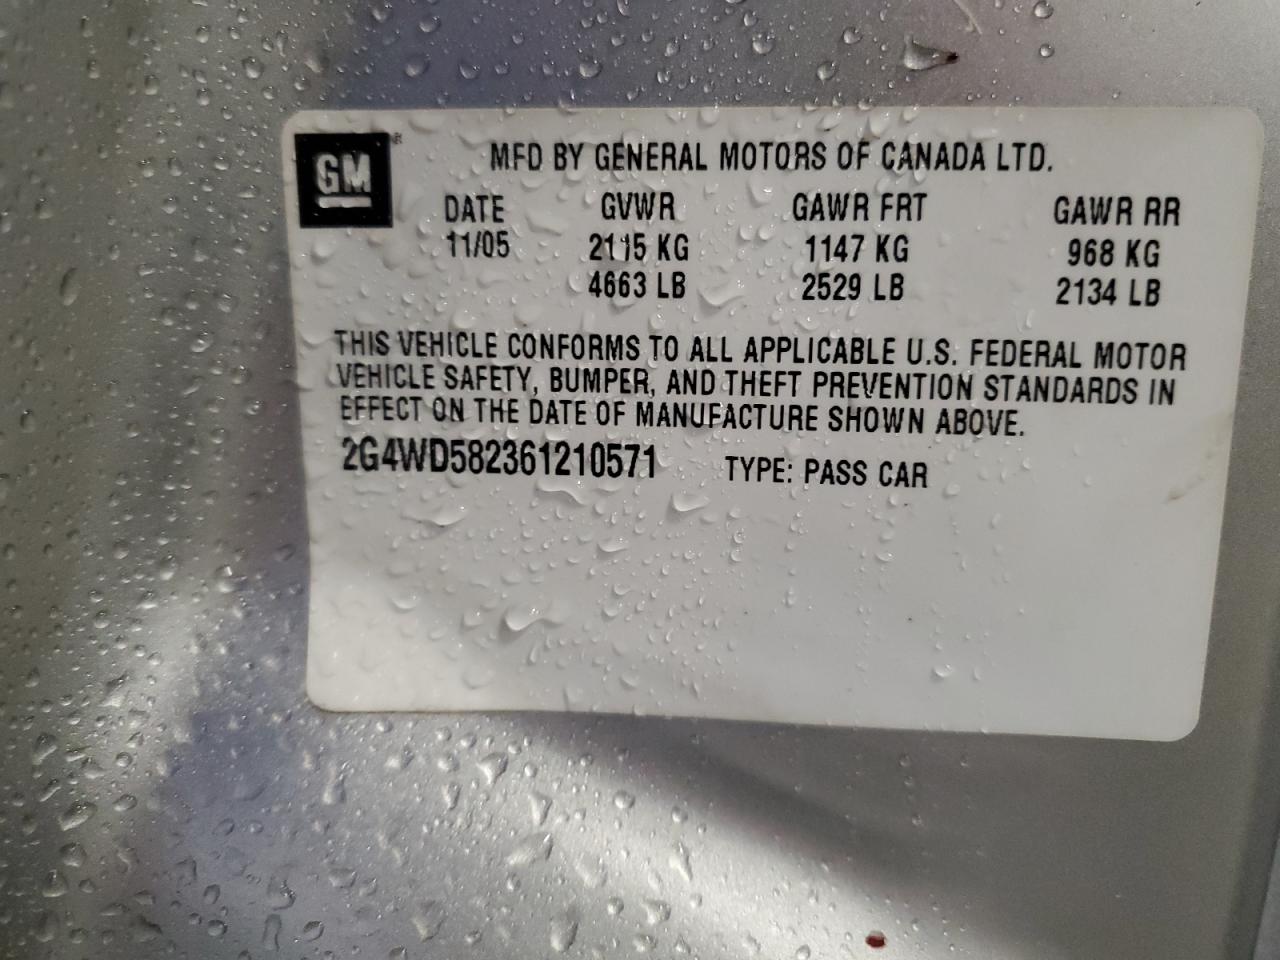 GM
MFD BY GENERAL MOTORS OF CANADA LTD.
DATE GVWR GAWR FRT GAWR RR
11/05 2115 KG 1147 KG 968 KG
4663 LB 2529 LB 2134 LB
THIS VEHICLE CONFORMS TO ALL APPLICABLE U.S. FEDERAL MOTOR
VEHICLE SAFETY, BUMPER, AND THEFT PREVENTION STANDARDS IN
EFFECT ON THE DATE OF MANUFACTURE SHOWN ABOVE.
2G4WD582361210571 TYPE: PASS CAR